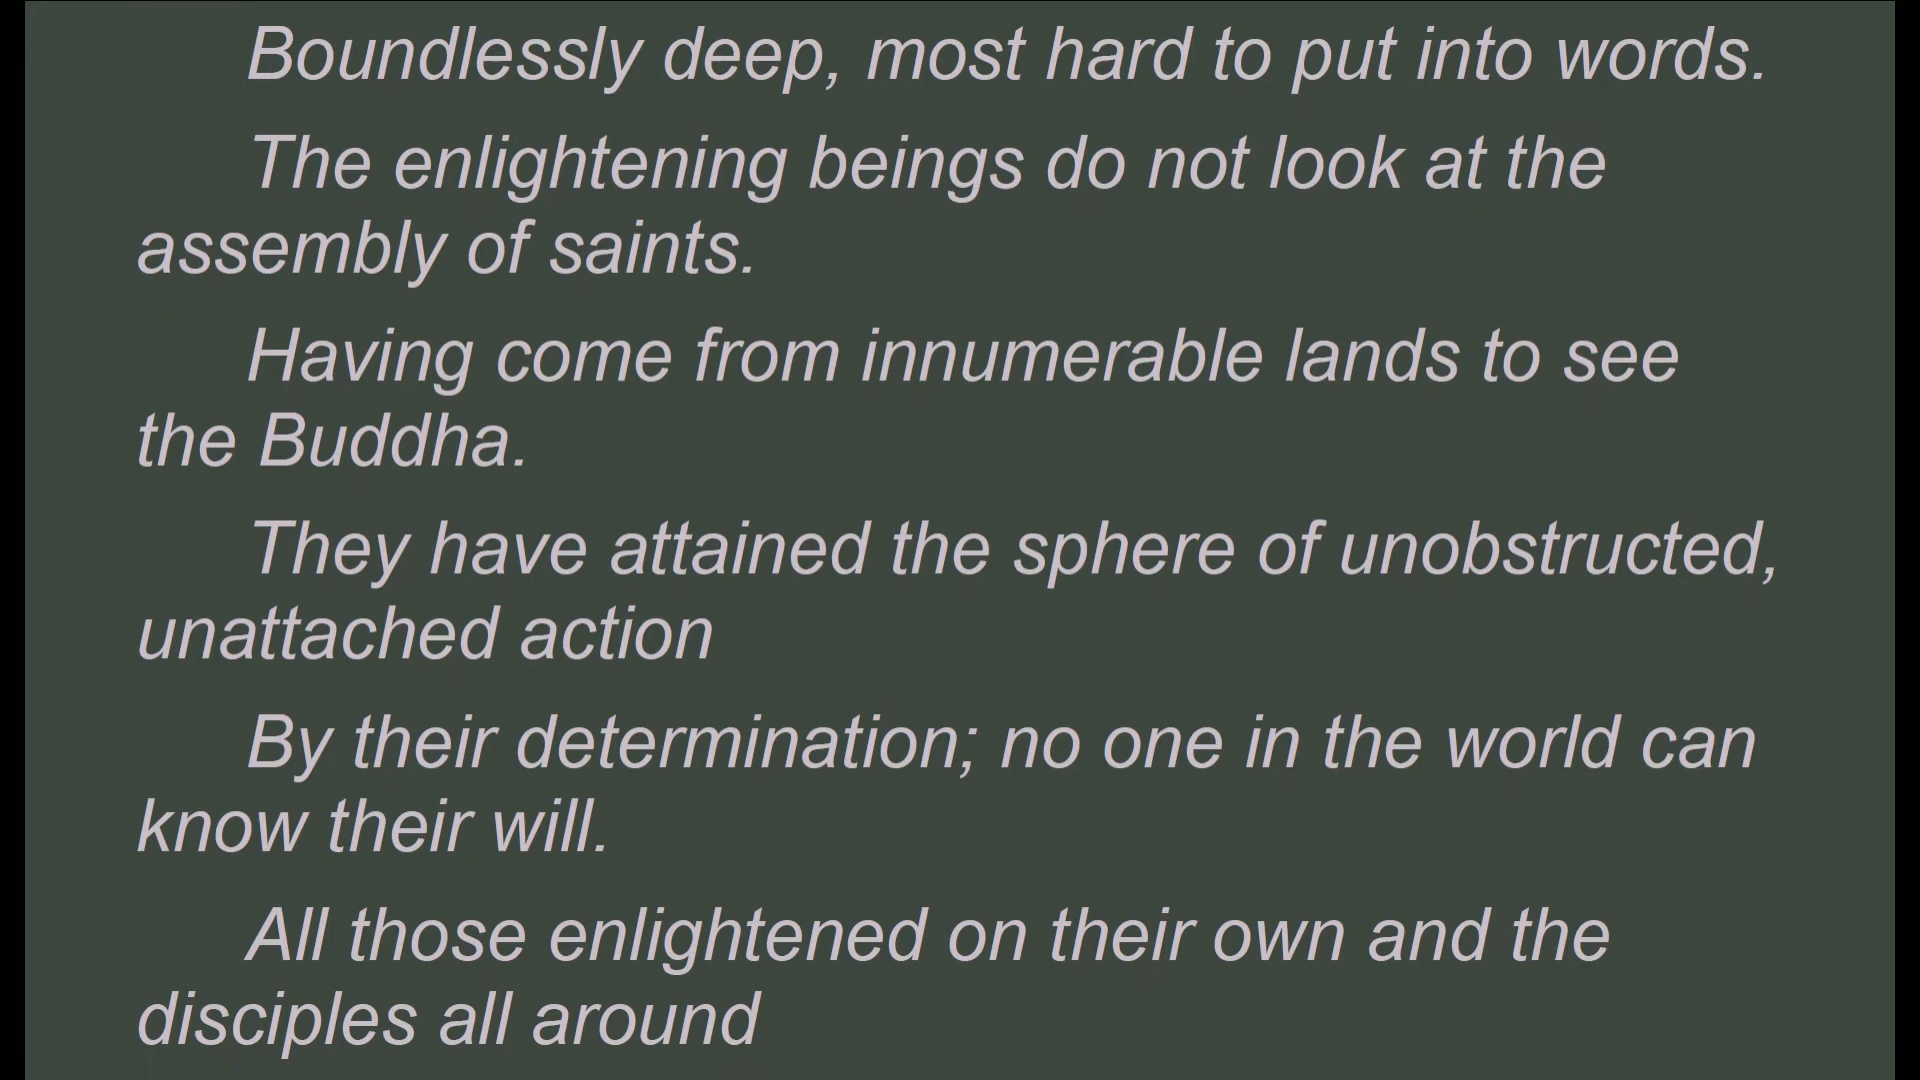 Boundlessly deep, most hard to put into words.
The enlightening beings do not look at the
assembly of saints.
Having come from innumerable lands to see
the Buddha.
They have attained the sphere of unobstructed,
unattached action
By their determination; no one in the world can
know their will.
All those enlightened on their own and the
disciples all around